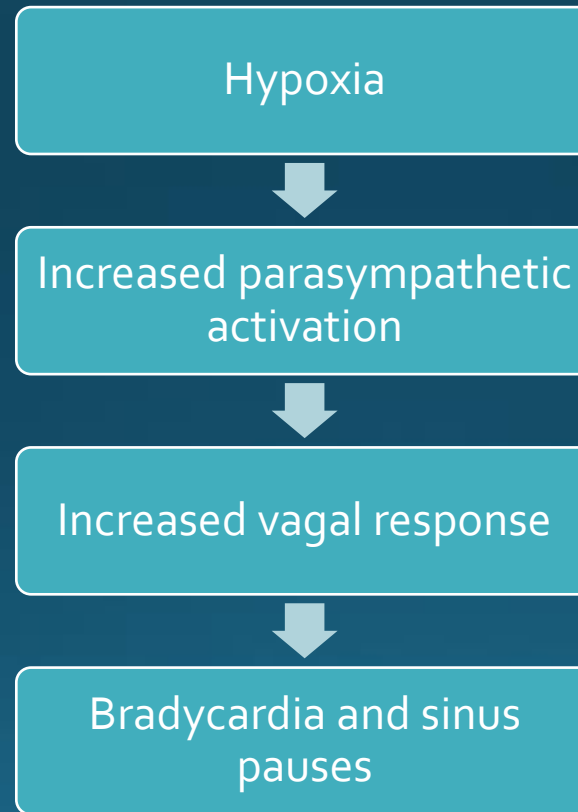 Hypoxia
Increased parasympathetic
activation
Increased vagal response
Bradycardia and sinus
pauses